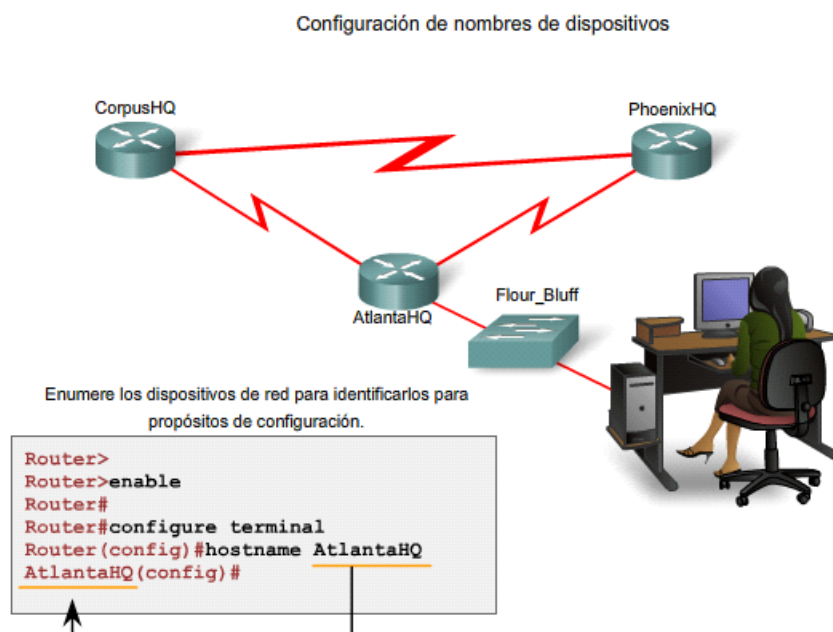 Configuración de nombres de dispositivos
CorpusHQ
PhoenixHQ
AtlantaHQ
Flour_Bluff
Enumere los dispositivos de red para identificarlos para
propósitos de configuración.
Router>
Router>enable
Router#
Router#configure terminal
Router(config)#hostname AtlantaHQ
AtlantaHQ(config)#